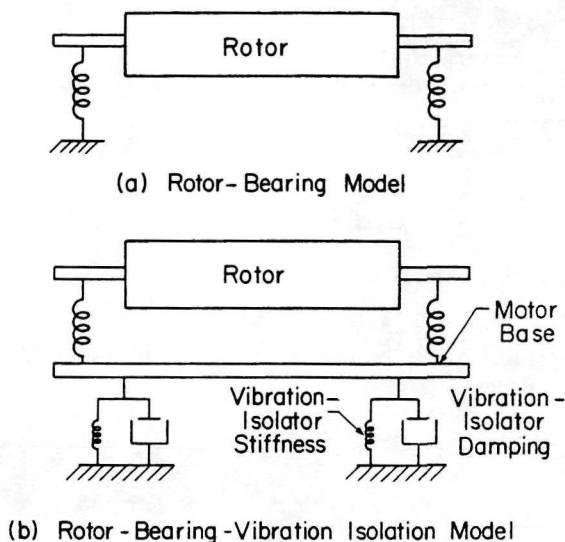 Rotor
(a) Rotor-Bearing Model
Rotor
Motor
Base
Vibration-
Isolator
Stiffness
Vibration-
Isolator
Damping
(b) Rotor-Bearing-Vibration Isolation Model